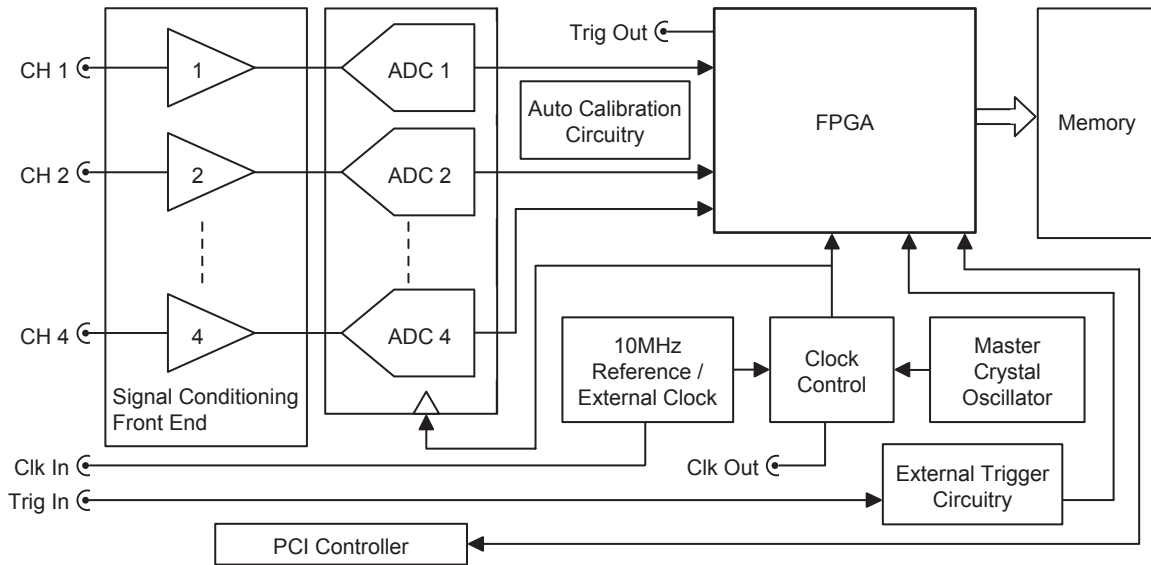 CH 1
1
ADC 1
Trig Out
Auto Calibration
Circuitry
FPGA
Memory
CH 2
2
ADC 2
CH 4
4
ADC 4
Signal Conditioning
Front End
10MHz
Reference /
External Clock
Clock
Control
Master
Crystal
Oscillator
Clk In
Clk Out
Trig In
External Trigger
Circuitry
PCI Controller